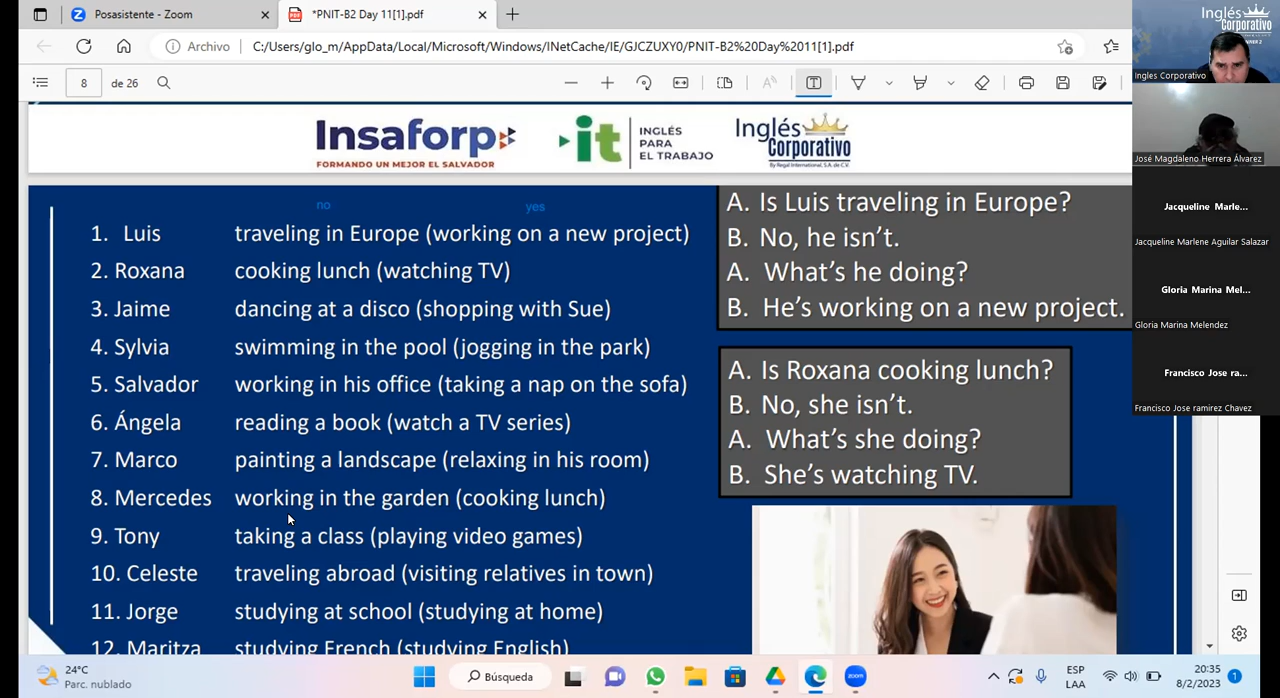 Posasistente - Zoom
*PNIT-B2 Day 11[1].pdf
Archivo
C:/Users/glo_m/AppData/Local/Microsoft/Windows/INetCache/IE/GJCZUXY0/PNIT-B2%20Day%2011[1].pdf
8 de 26
Insaforp
FORMANDO UN MEJOR EL SALVADOR
it
INGLÉS
PARA
EL TRABAJO
Inglés
Corporativo
By Regal International, S.A. de C.V.
no
yes
1. Luis traveling in Europe (working on a new project)
2. Roxana cooking lunch (watching TV)
3. Jaime dancing at a disco (shopping with Sue)
4. Sylvia swimming in the pool (jogging in the park)
5. Salvador working in his office (taking a nap on the sofa)
6. Ángela reading a book (watch a TV series)
7. Marco painting a landscape (relaxing in his room)
8. Mercedes working in the garden (cooking lunch)
9. Tony taking a class (playing video games)
10. Celeste traveling abroad (visiting relatives in town)
11. Jorge studying at school (studying at home)
12. Maritza studying French (studying English)
A. Is Luis traveling in Europe?
B. No, he isn't.
A. What's he doing?
B. He's working on a new project.
A. Is Roxana cooking lunch?
B. No, she isn't.
A. What's she doing?
B. She's watching TV.
Inglés
Corporativo
Ingles Corporativo
José Magdaleno Herrera Álvarez
Jacqueline Marle...
Jacqueline Marlene Aguilar Salazar
Gloria Marina Mel...
Gloria Marina Melendez
Francisco Jose ra...
Francisco Jose ramirez Chavez
24°C
Parc. nublado
Búsqueda
zoom
ESP
LAA
20:35
8/2/2023
1